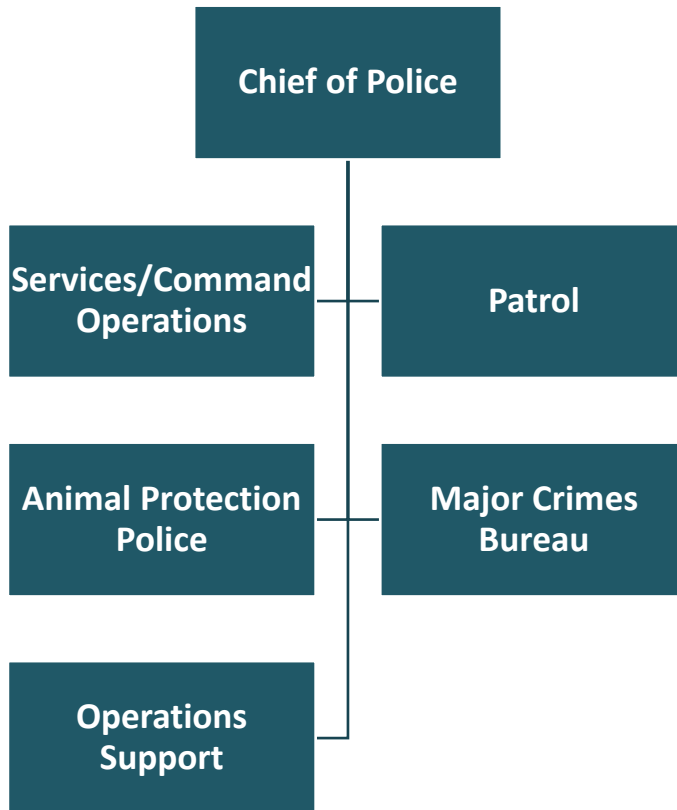 Chief of Police
Services/Command
Operations
Patrol
Animal Protection
Police
Major Crimes
Bureau
Operations
Support